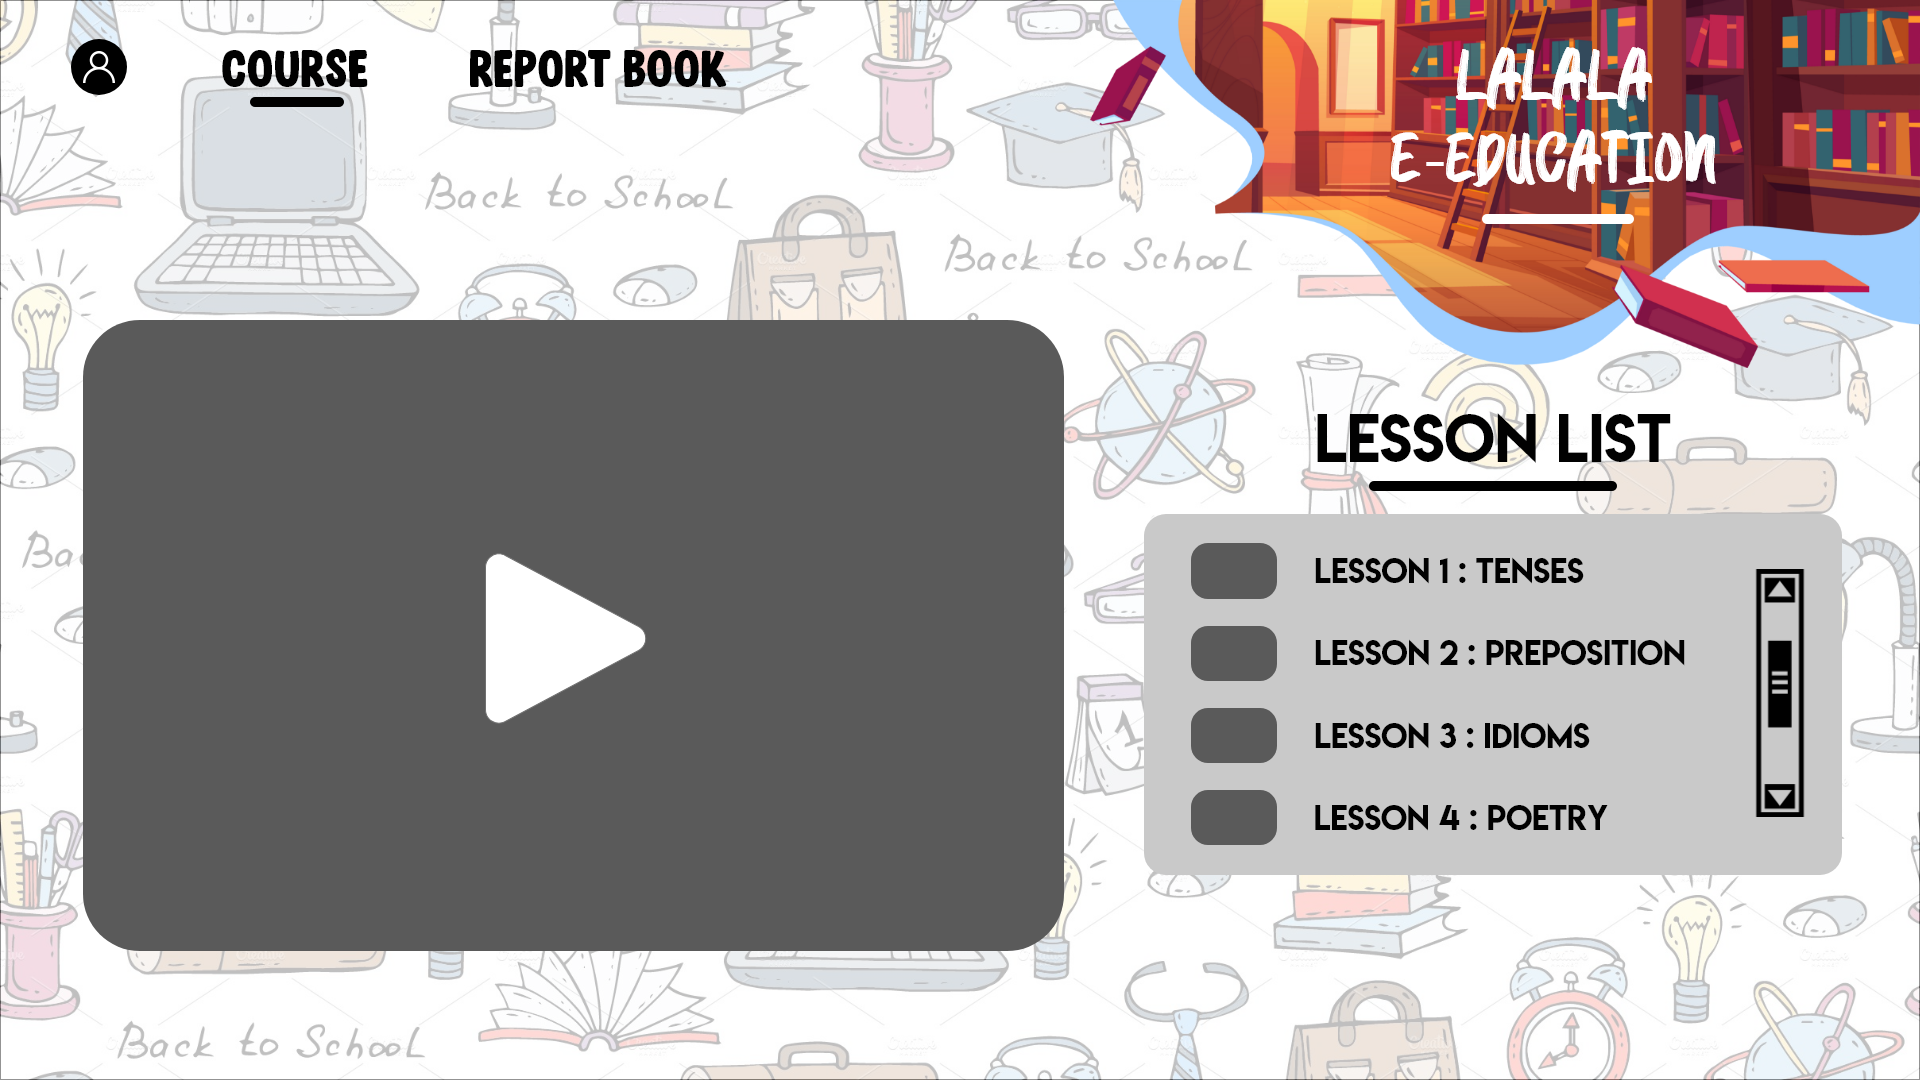 COURSE
REPORT BOOK
LALALA
E-EDUCATION
Back to School
Back to School
LESSON LIST
LESSON 1 : TENSES
LESSON 2 : PREPOSITION
LESSON 3 : IDIOMS
LESSON 4 : POETRY
1
Back to School